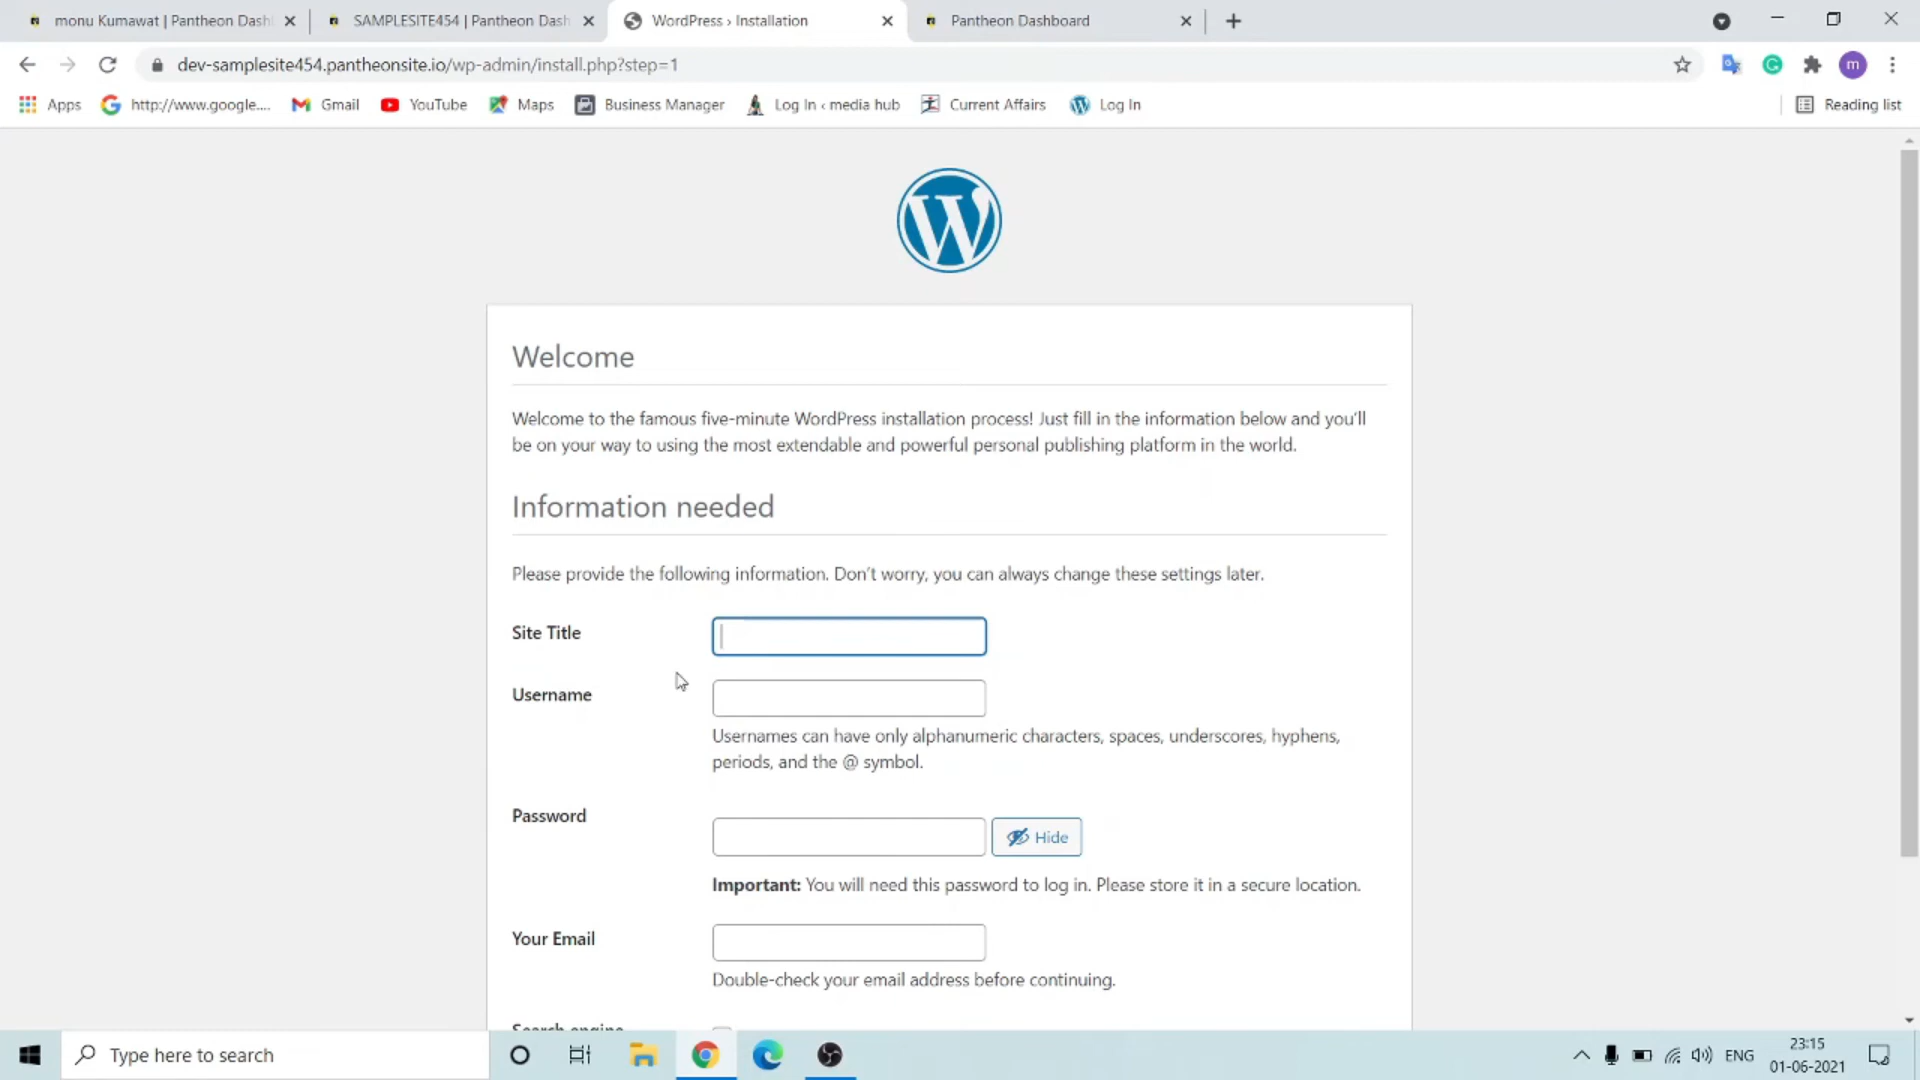 monu Kumawat | Pantheon Dash
SAMPLESITE454 | Pantheon Dash
WordPress › Installation
Pantheon Dashboard
dev-samplesite454.pantheonsite.io/wp-admin/install.php?step=1
m
Apps
http://www.google....
Gmail
YouTube
Maps
Business Manager
Log In ‹ media hub
Current Affairs
Log In
Reading list
Welcome
Welcome to the famous five-minute WordPress installation process! Just fill in the information below and you’ll
be on your way to using the most extendable and powerful personal publishing platform in the world.
Information needed
Please provide the following information. Don’t worry, you can always change these settings later.
Site Title
Username
Usernames can have only alphanumeric characters, spaces, underscores, hyphens,
periods, and the @ symbol.
Password
Hide
Important: You will need this password to log in. Please store it in a secure location.
Your Email
Double-check your email address before continuing.
Search engine
Type here to search
ENG
23:15
01-06-2021